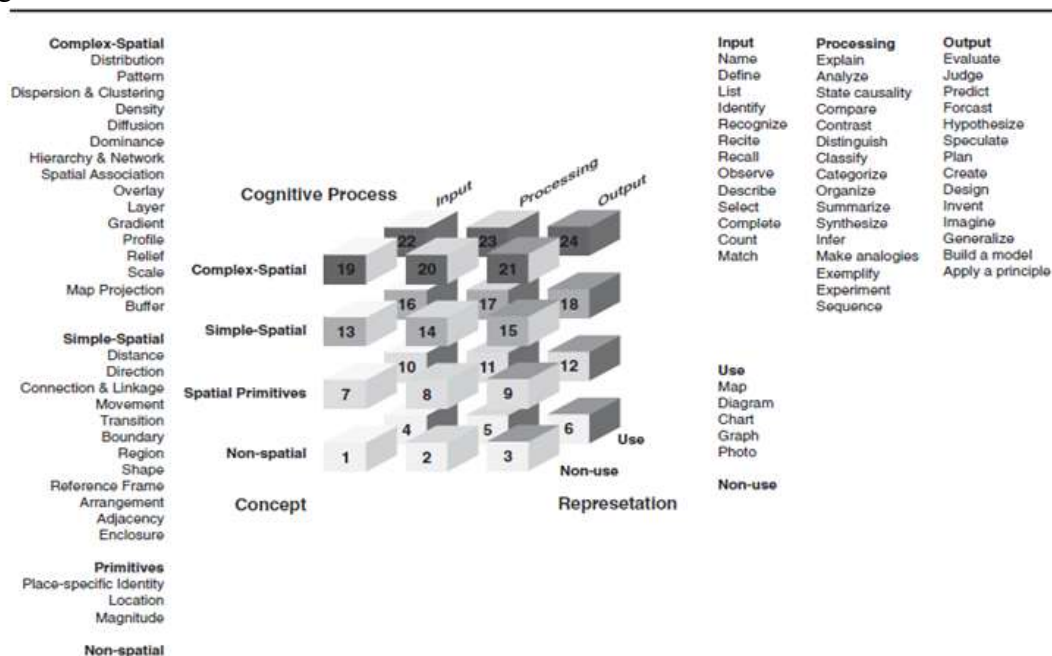 Complex-Spatial
Distribution
Pattern
Dispersion & Clustering
Density
Diffusion
Dominance
Hierarchy & Network
Spatial Association
Overlay
Layer
Gradient
Profile
Relief
Scale
Map Projection
Buffer
Simple-Spatial
Distance
Direction
Connection & Linkage
Movement
Transition
Boundary
Region
Shape
Reference Frame
Arrangement
Adjacency
Enclosure
Primitives
Place-specific Identity
Location
Magnitude
Non-spatial
Cognitive Process
Input
Processing
Output
22 23 24
Complex-Spatial 19 20 21
16 17 18
Simple-Spatial 13 14 15
10 11 12
Spatial Primitives 7 8 9
4 5 6
Use
Non-spatial 1 2 3
Non-use
Concept
Represetation
Input
Name
Define
List
Identify
Recognize
Recite
Recall
Observe
Describe
Select
Complete
Count
Match
Processing
Explain
Analyze
State causality
Compare
Contrast
Distinguish
Classify
Categorize
Organize
Summarize
Synthesize
Infer
Make analogies
Exemplify
Experiment
Sequence
Output
Evaluate
Judge
Predict
Forcast
Hypothesize
Speculate
Plan
Create
Design
Invent
Imagine
Generalize
Build a model
Apply a principle
Use
Map
Diagram
Chart
Graph
Photo
Non-use